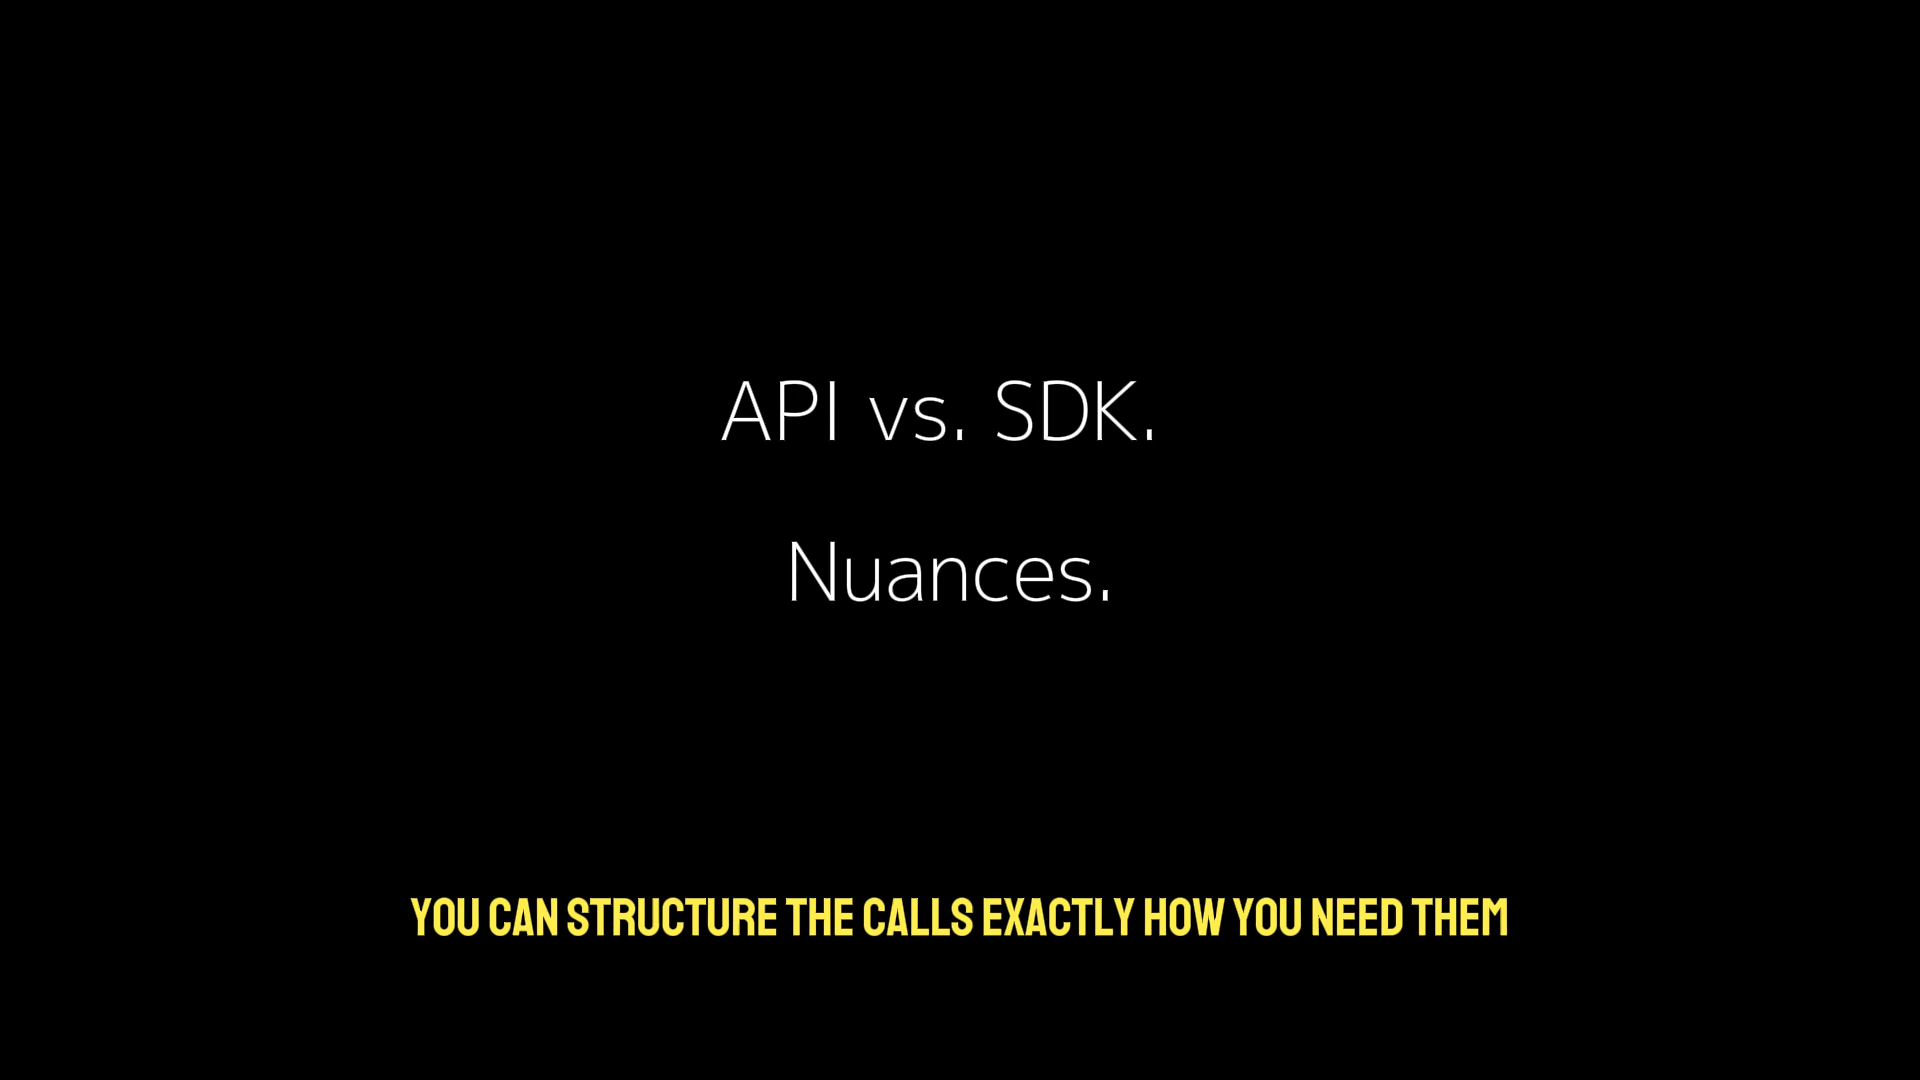 API vs. SDK.
Nuances.
YOU CAN STRUCTURE THE CALLS EXACTLY HOW YOU NEED THEM